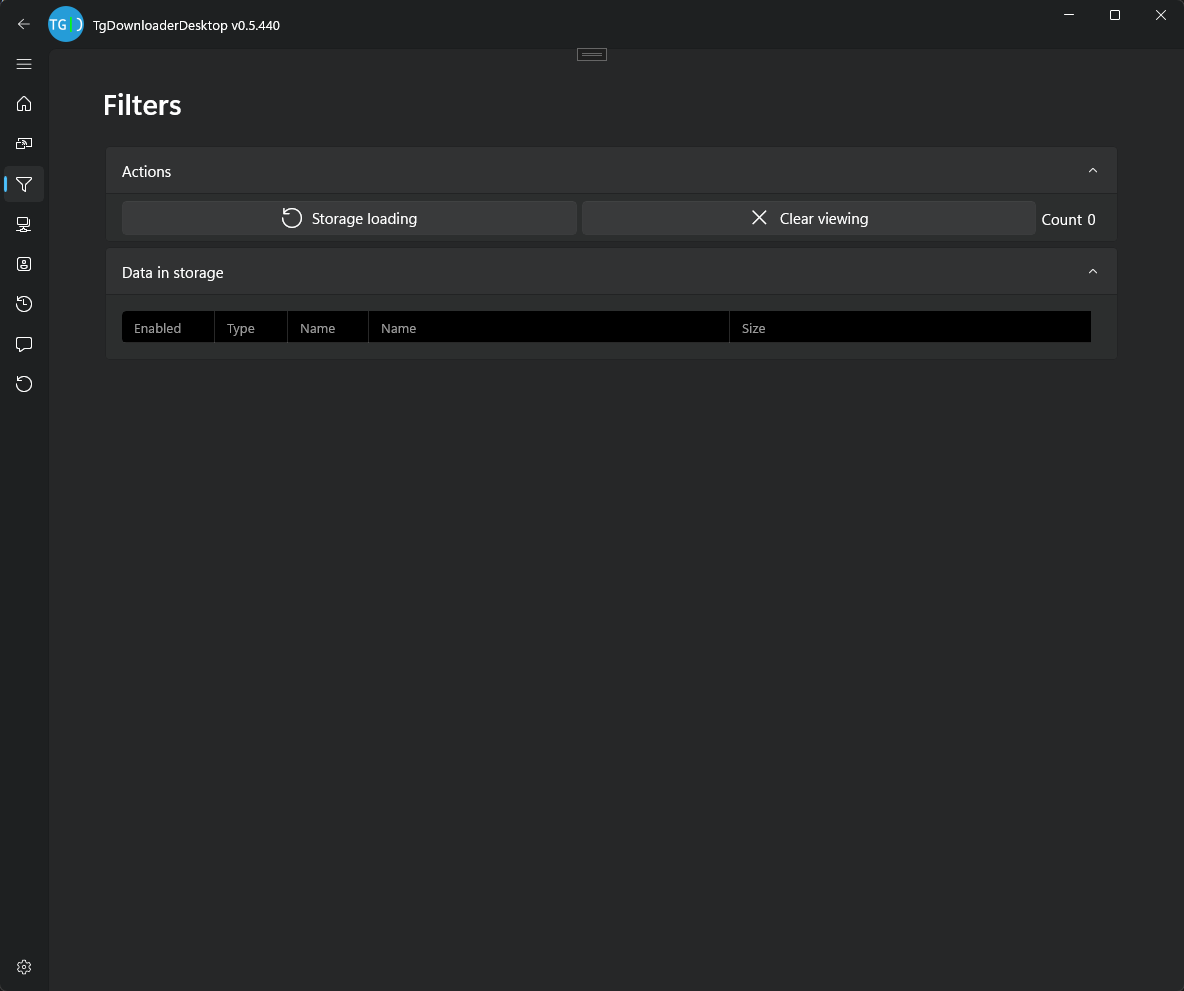 TG D TgDownloaderDesktop v0.5.440
Filters
Actions
Storage loading Clear viewing Count 0
Data in storage
Enabled Type Name Name Size